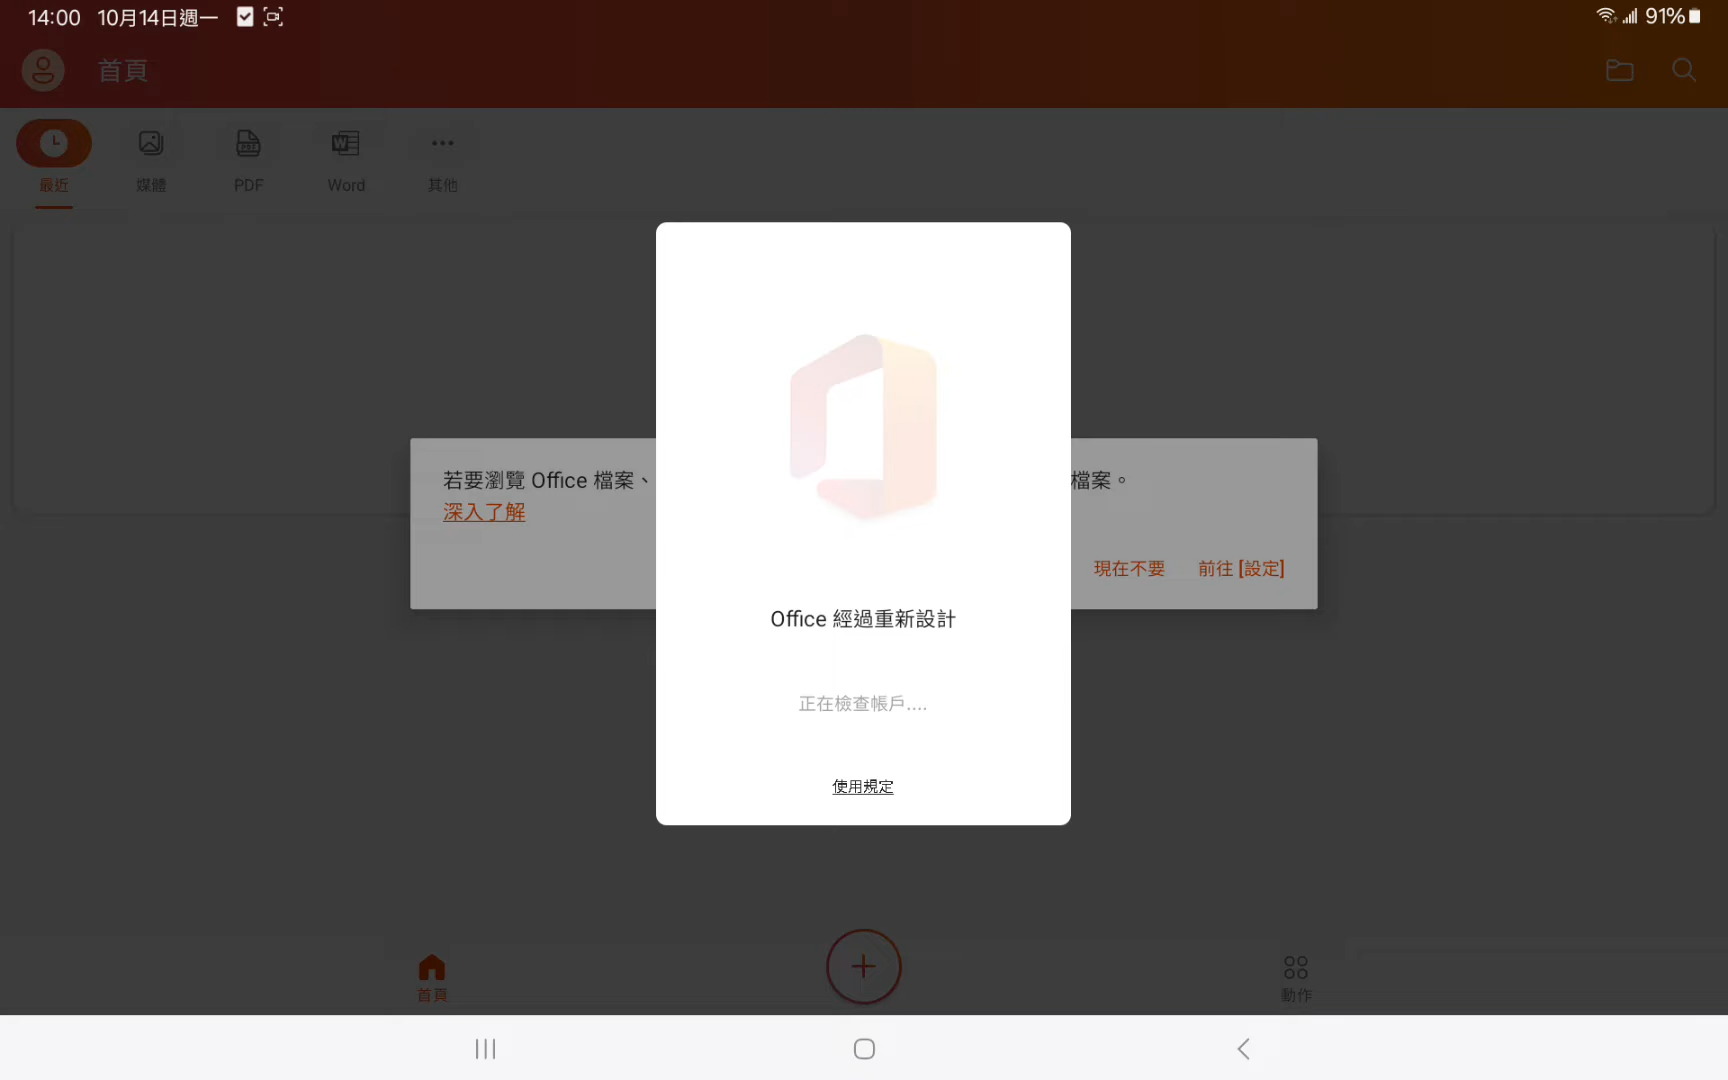 14:00 10月14日週一 91%
首頁
最近 媒體 PDF Word 其他
若要瀏覽 Office 檔案、 檔案。
深入了解
現在不要 前往 [設定]
Office 經過重新設計
正在檢查帳戶....
使用規定
首頁 動作